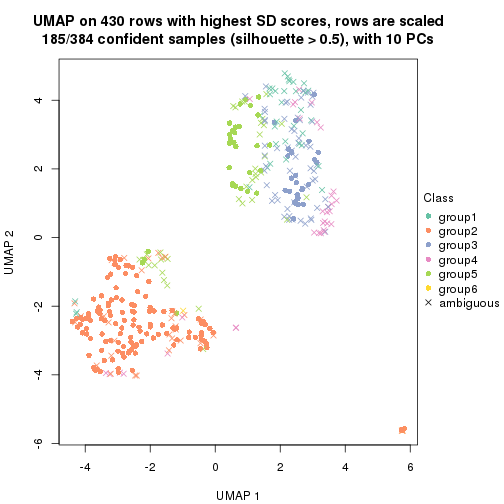 UMAP on 430 rows with highest SD scores, rows are scaled
185/384 confident samples (silhouette > 0.5), with 10 PCs
UMAP 2
4
2
0
-2
-4
-6
-4
-2
0
2
4
6
UMAP 1
Class
group1
group2
group3
group4
group5
group6
ambiguous